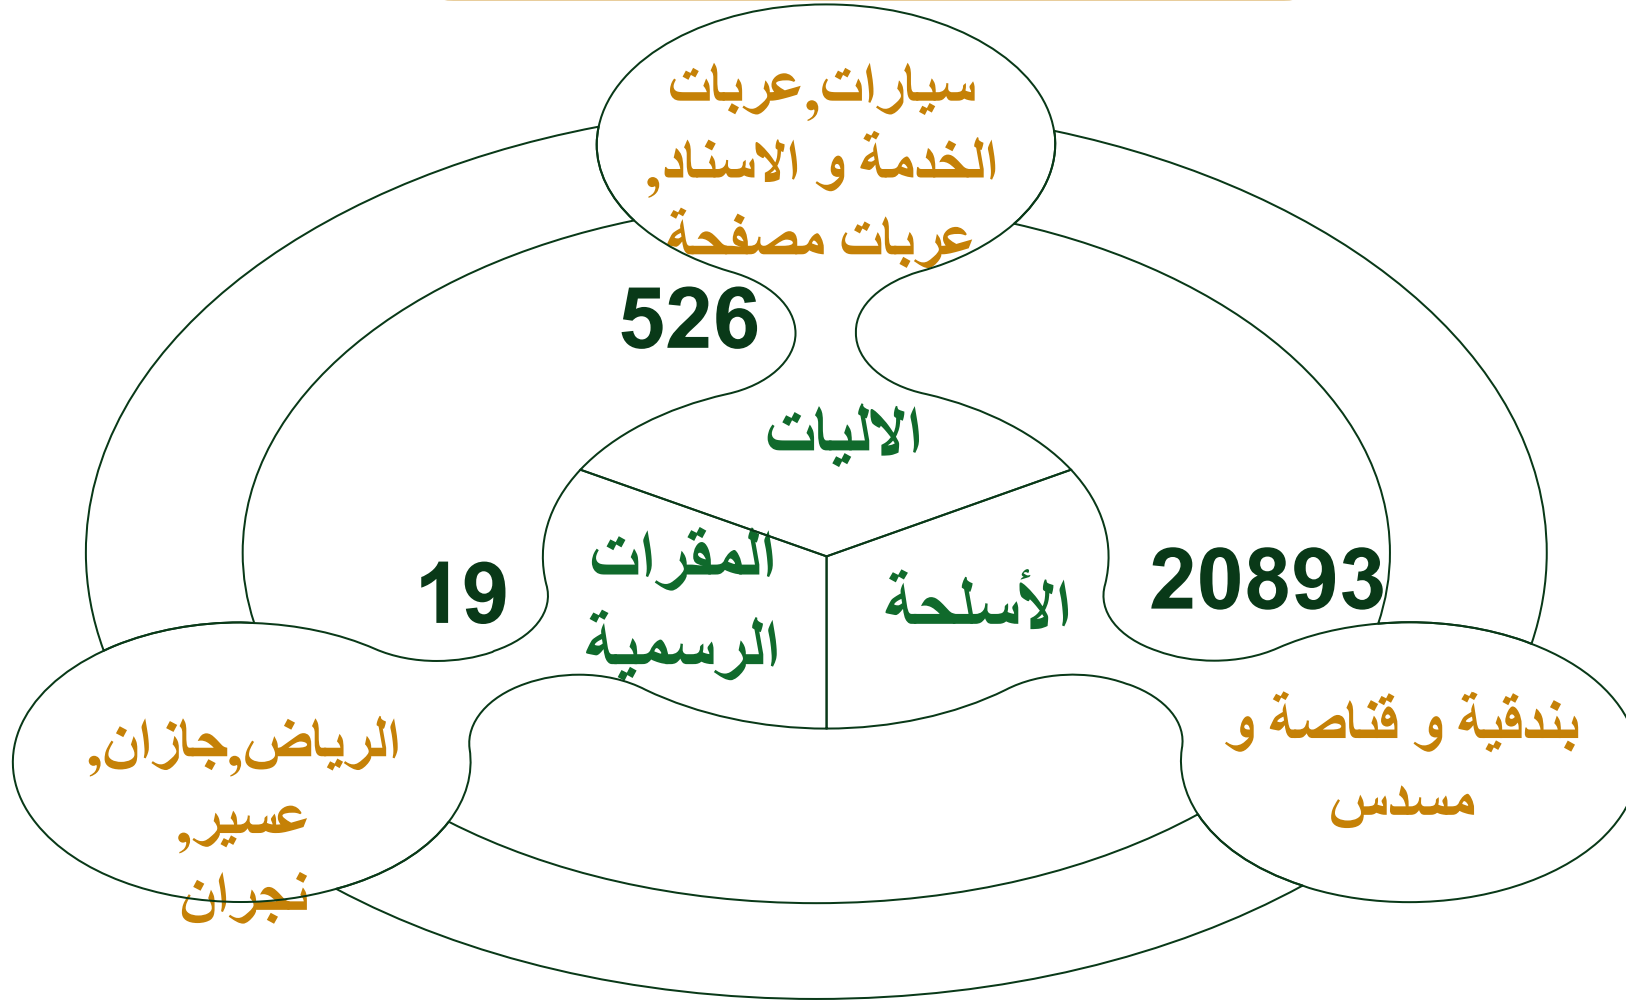 سيارات,عربات
الخدمة و الاسناد,
عربات مصفحة
526
الاليات
المقرات
الرسمية
19
الأسلحة
20893
بندقية و قناصة و
مسدس
الرياض,جازان,
عسير,
نجران